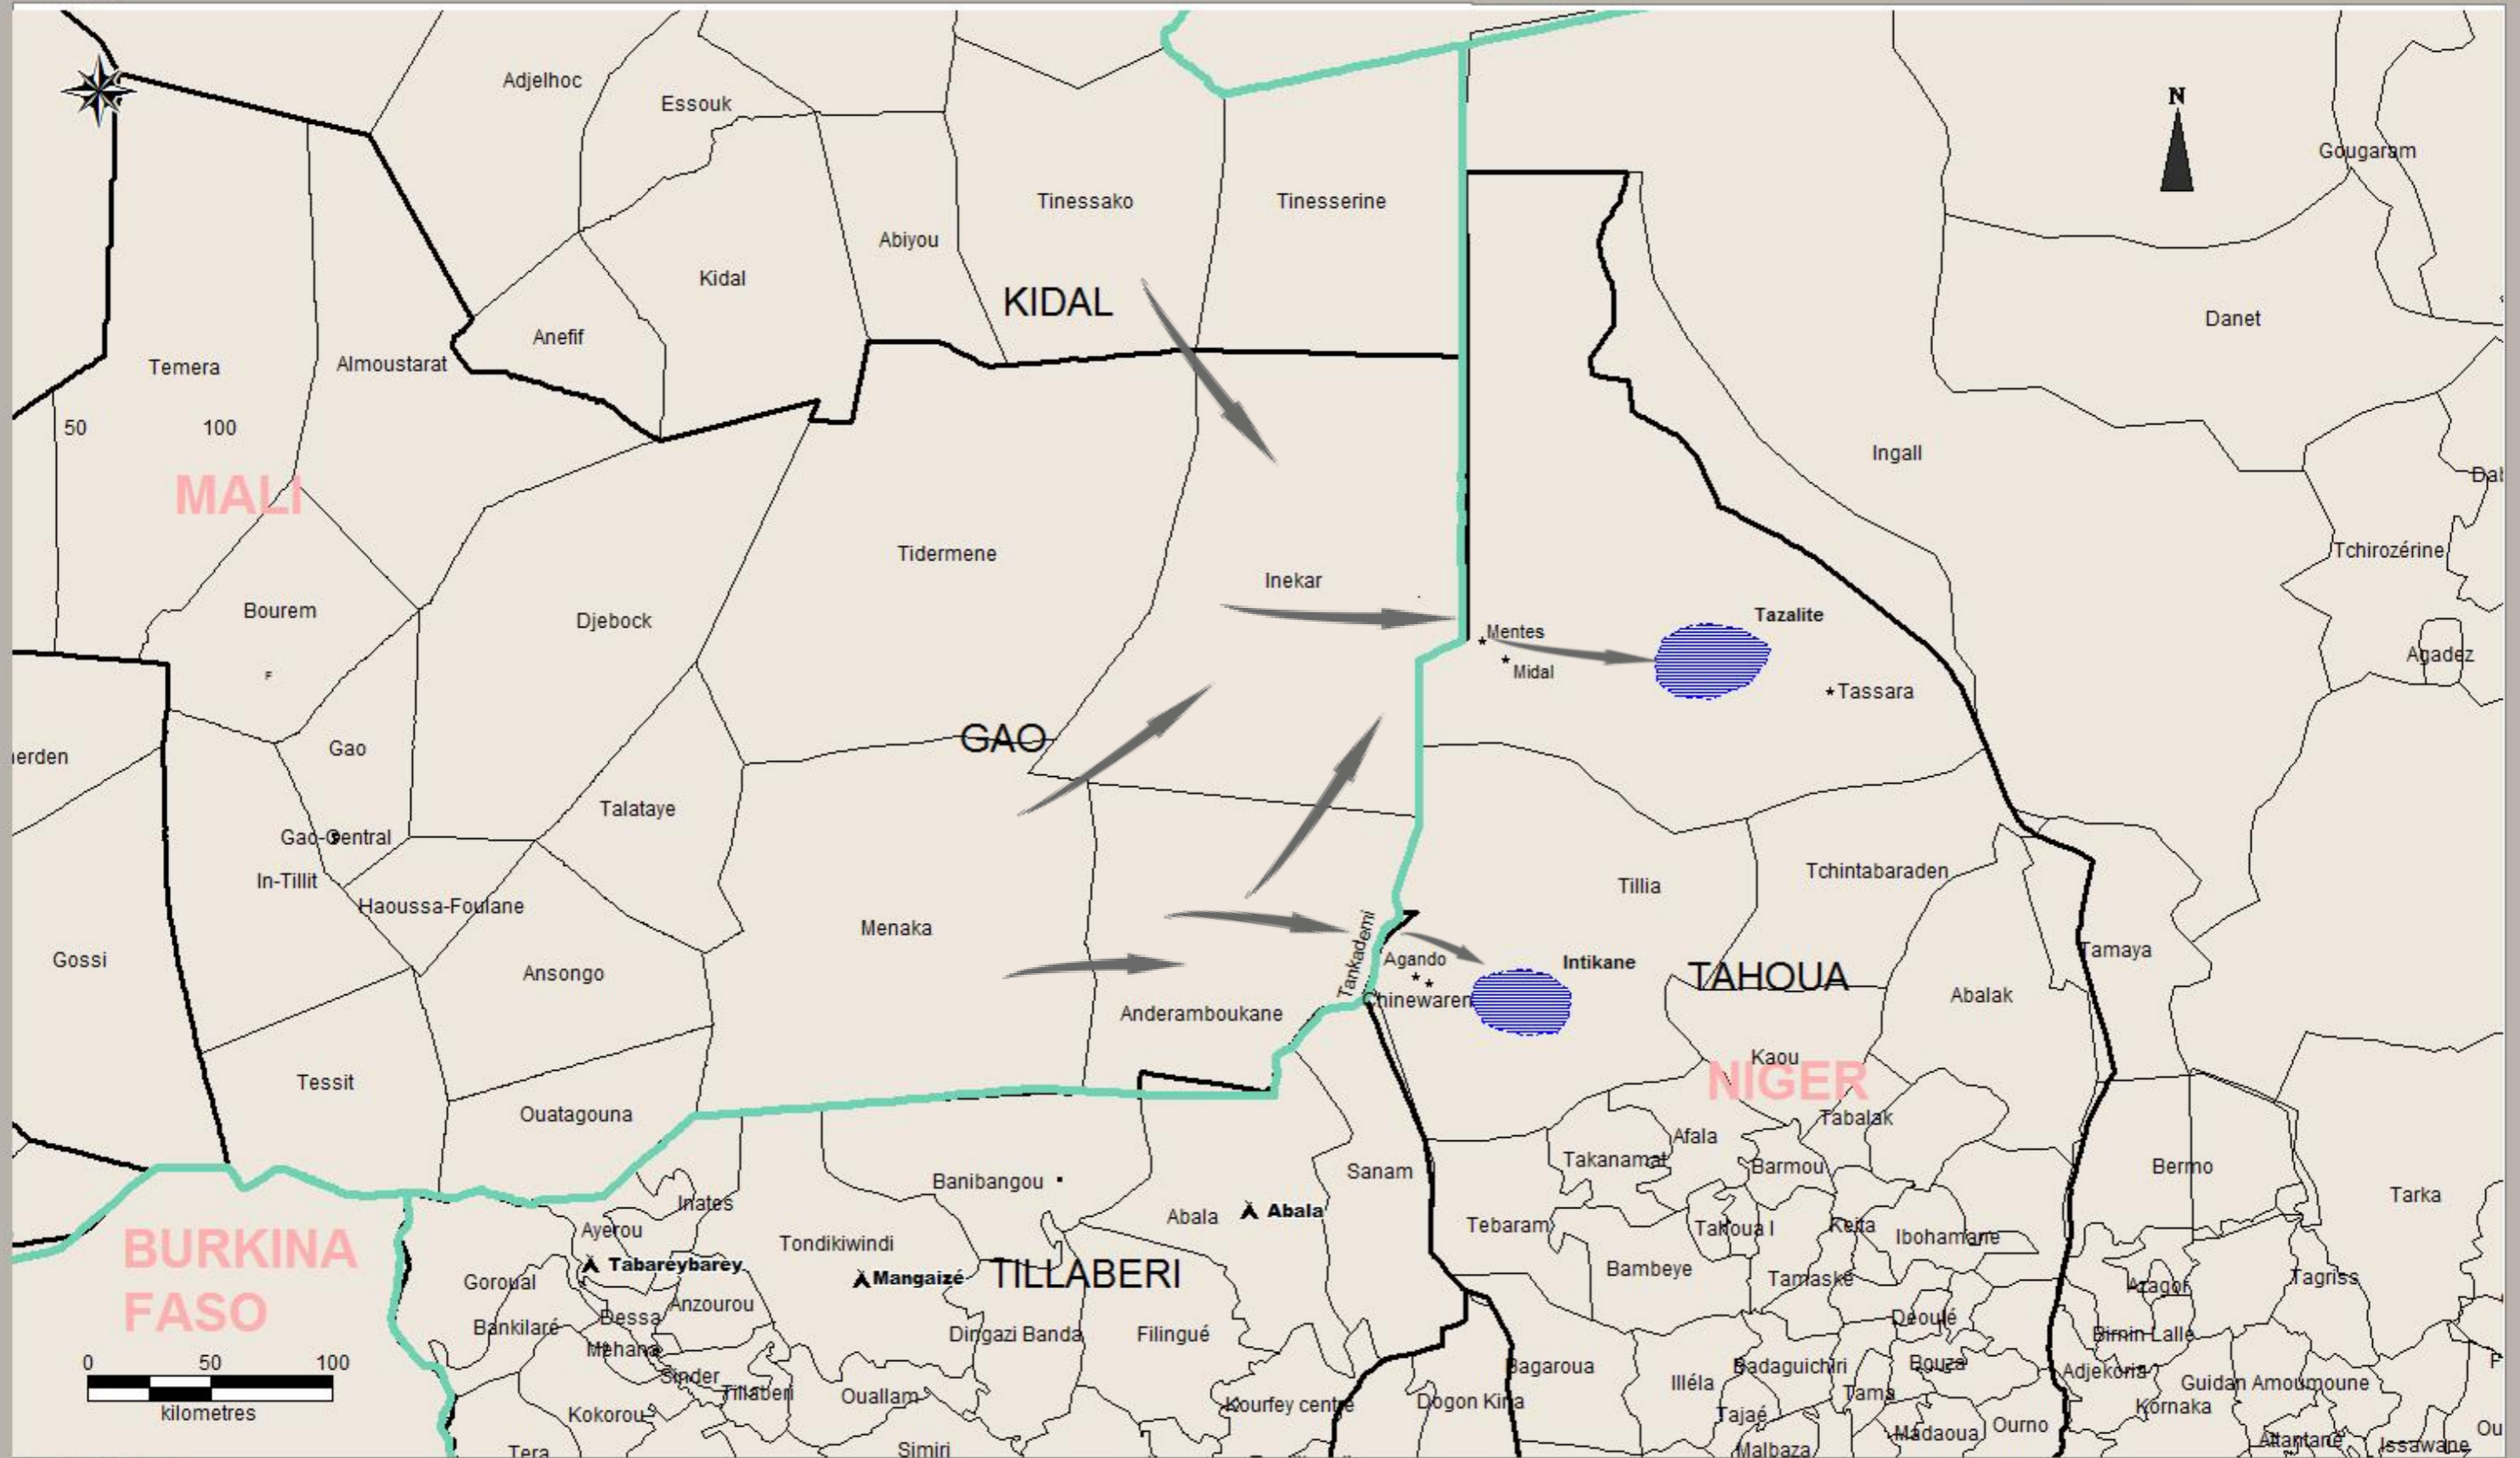 Adjelhoc
Essouk
N
Gougaram
Tinessako
Tinesserine
Abiyou
Kidal
KIDAL
Danet
Anefif
Temera
Almoustarat
50
100
Ingall
MALI
Tidermene
Tchirozérine
Inekar
Bourem
Djebock
Tazalite
Mentes
Midal
Agadez
Tassara
F
GAO
Gao
erden
Talataye
Gao-Central
In-Tillit
Haoussa-Foulane
Tchintabaraden
Tillia
Menaka
Tankademi
Gossi
Ansongo
Agando
Intikane
TAHOUA
Tamaya
Chinewaren
Abalak
Anderamboukane
Kaou
NIGER
Tessit
Ouatagouna
Tabalak
Afala
Takanamat
Barmou
Bermo
Banibangou
Sanam
Tarka
Inates
Abala
Abala
Ayerou
Tebaram
Tahoua I
Keita
Ibohamane
BURKINA
FASO
Tondikiwindi
Tabareybarey
Mangaizé
TILLABERI
Goroual
Bambeye
Tamaské
Azagor
Tagriss
Anzourou
Dessa
Déoulé
Bankilaré
Mehana
Dingazi Banda
Filingué
Birnin Lalle
0
50
100
kilometres
Sinder
Tillaberi
Ouallam
Kourfey centre
Dogon Kiria
Bagaroua
Illéla
Badaguichiri
Bouza
Tama
Adjekoria
Guidan Amoumoune
Kornaka
Kokorou
Tajaé
Madaoua
Ourno
Attantané
Issawane
Ou
Tera
Simiri
Malbaza